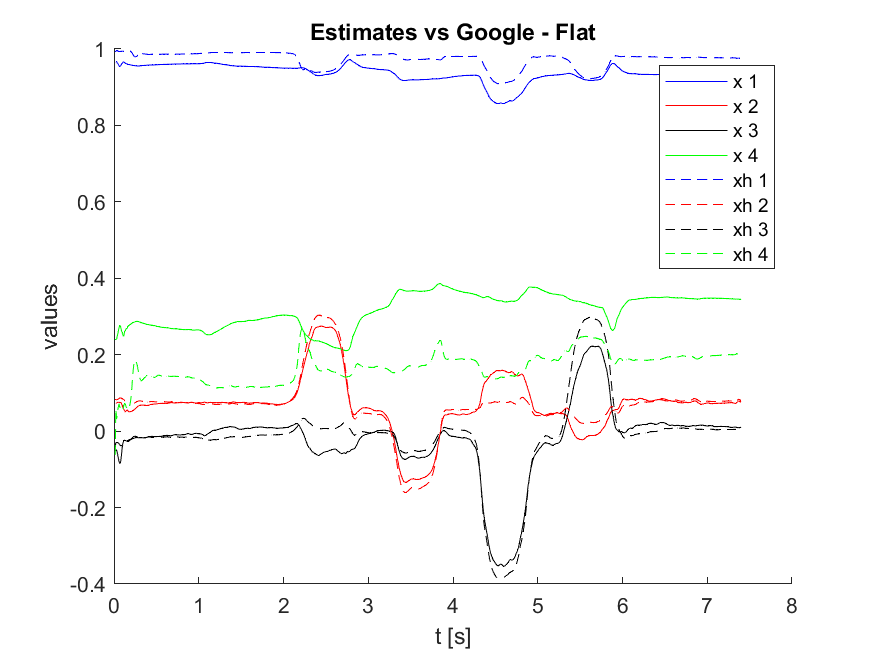 Estimates vs Google - Flat
1
0.8
0.6
0.4
0.2
0
-0.2
-0.4
values
x 1
x 2
x 3
x 4
xh 1
xh 2
xh 3
xh 4
0 1 2 3 4 5 6 7 8
t [s]